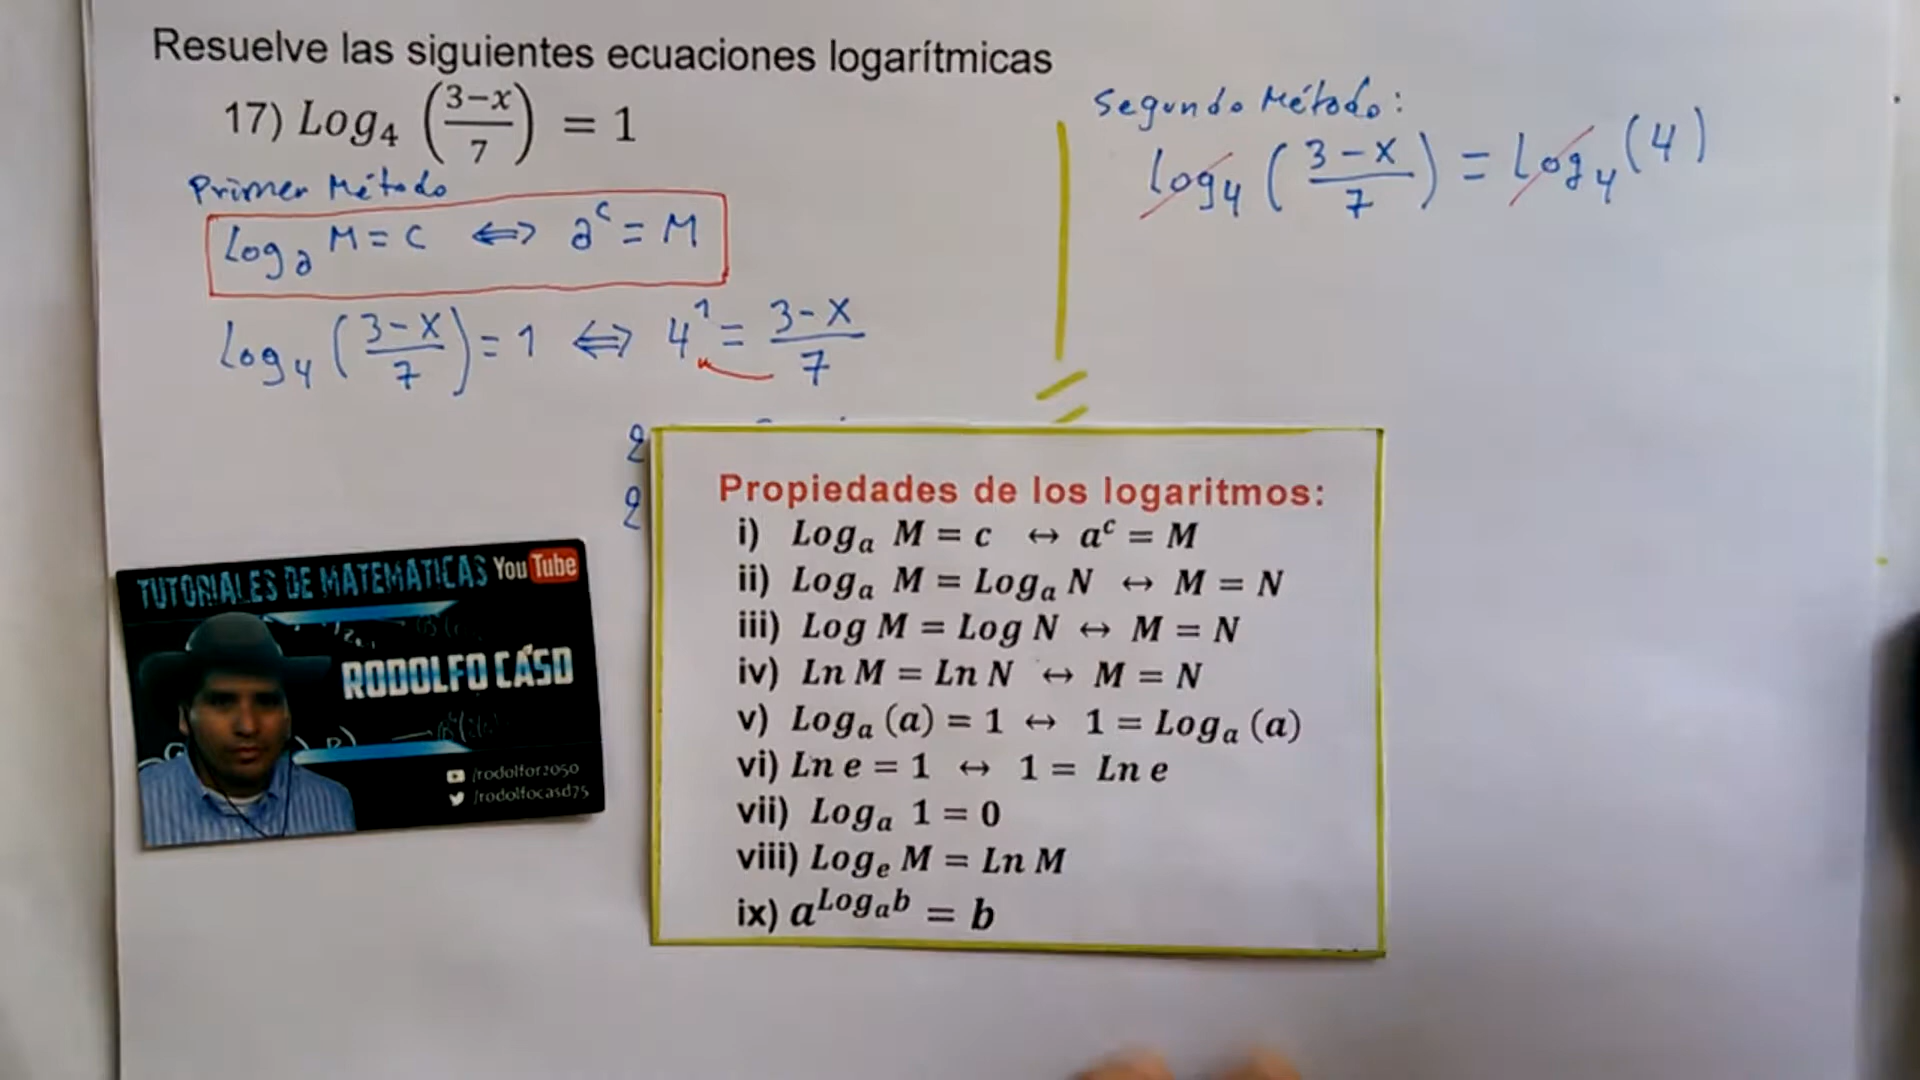 Resuelve las siguientes ecuaciones logarítmicas
17) Log₄ ((3−x)/7) = 1
Primer Método
Log_a M = C ⟺ a^c = M
Log₄ ((3-x)/7) = 1 ⟺ 4¹ = (3-x)/7
2
2
Segundo Método:
Log₄ ((3-x)/7) = Log₄ (4)
Propiedades de los logaritmos:
i) Log_a M = c ↔ a^c = M
ii) Log_a M = Log_a N ↔ M = N
iii) Log M = Log N ↔ M = N
iv) Ln M = Ln N ↔ M = N
v) Log_a (a) = 1 ↔ 1 = Log_a (a)
vi) Ln e = 1 ↔ 1 = Ln e
vii) Log_a 1 = 0
viii) Log_e M = Ln M
ix) a^(Log_a b) = b
TUTORIALES DE MATEMATICAS YouTube
RODOLFO CÁSD
/rodolfor2050
/rodolfocasd75